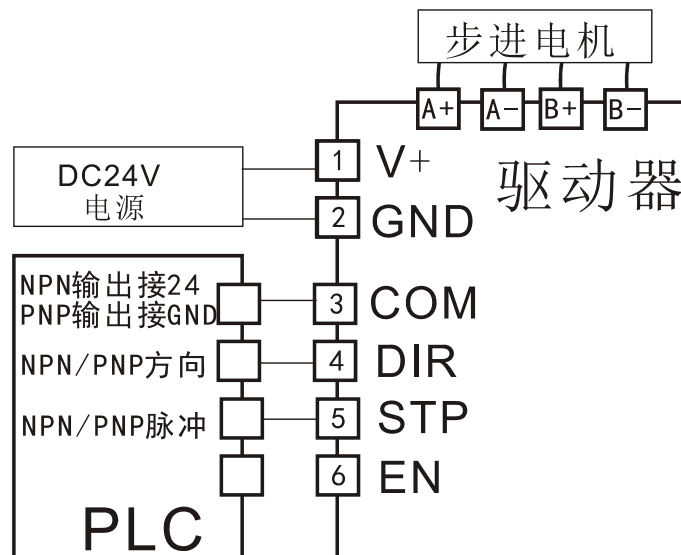 步进电机
A+ A- B+ B-
1 V+
驱动器
DC24V
电源
2 GND
NPN输出接24
PNP输出接GND
3 COM
NPN/PNP方向
4 DIR
NPN/PNP脉冲
5 STP
6 EN
PLC